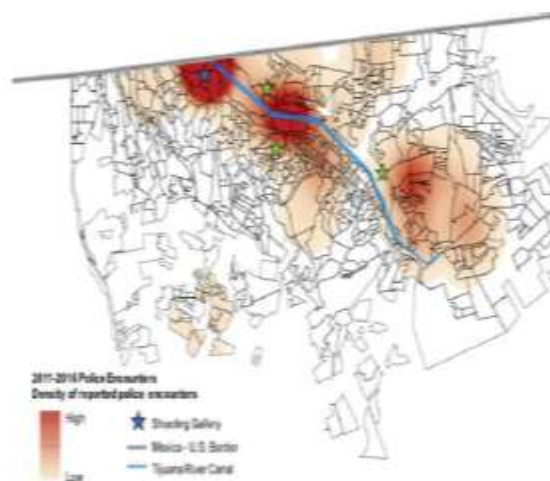 2011-2016 Police Encounters
Density of reported police encounters
High
Low
Shooting Gallery
Mexico - U.S. Border
Tijuana River Canal